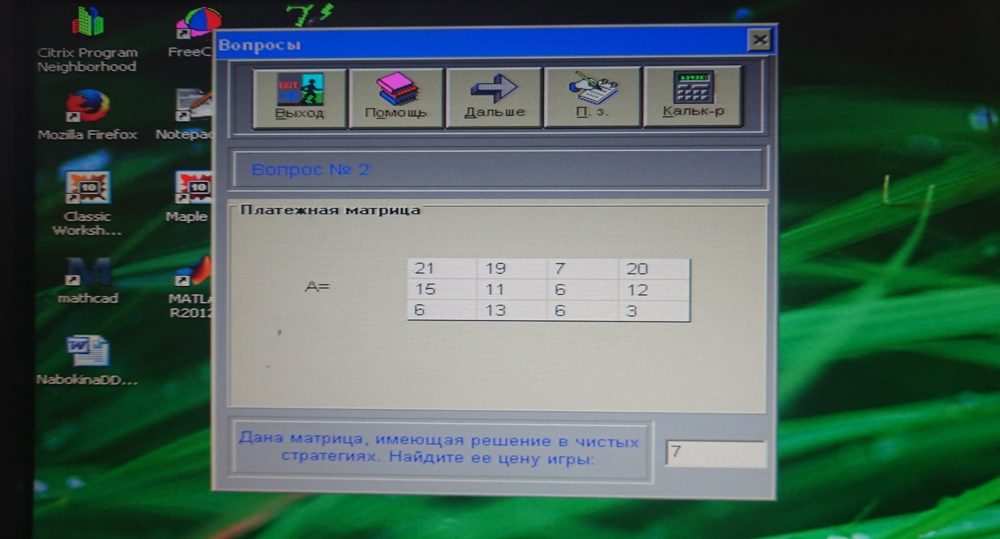 Citrix Program
Neighborhood
FreeC
Mozilla Firefox
Notepad
Classic
Worksh...
Maple
mathcad
MATLA
R2012
NabokinaDD...
Вопросы
EXIT
Выход
Помощь
Дальше
П. з.
Кальк-р
Вопрос № 2
Платежная матрица
A=
21 19 7 20
15 11 6 12
6 13 6 3
Дана матрица, имеющая решение в чистых
стратегиях. Найдите ее цену игры:
7